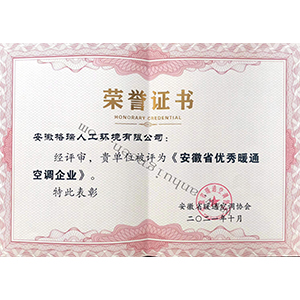 荣誉证书
HONORARY CREDENTIAL
安徽格瑞人工环境有限公司：
经评审，贵单位被评为《安徽省优秀暖通
空调企业》。
特此表彰
安徽省暖通空调协会
二〇二一年十月